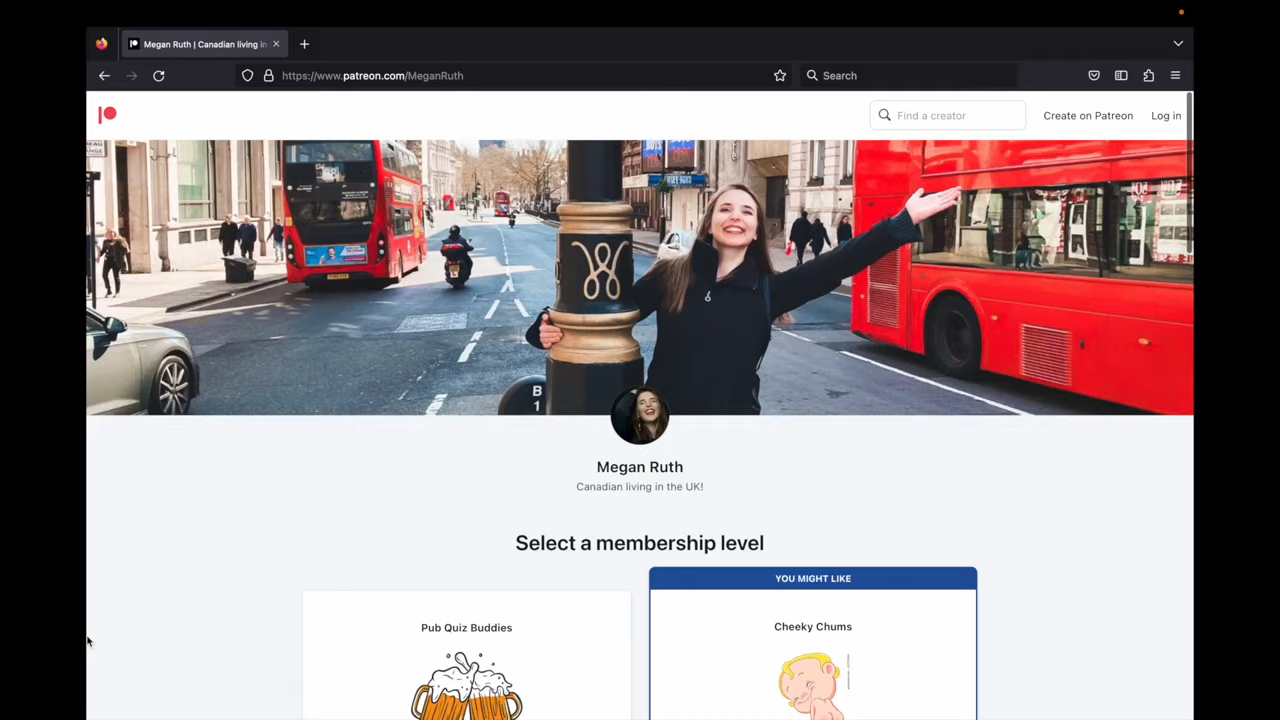 Megan Ruth | Canadian living in
https://www.patreon.com/MeganRuth
Search
Find a creator
Create on Patreon
Log in
B
1
Megan Ruth
Canadian living in the UK!
Select a membership level
YOU MIGHT LIKE
Pub Quiz Buddies
Cheeky Chums